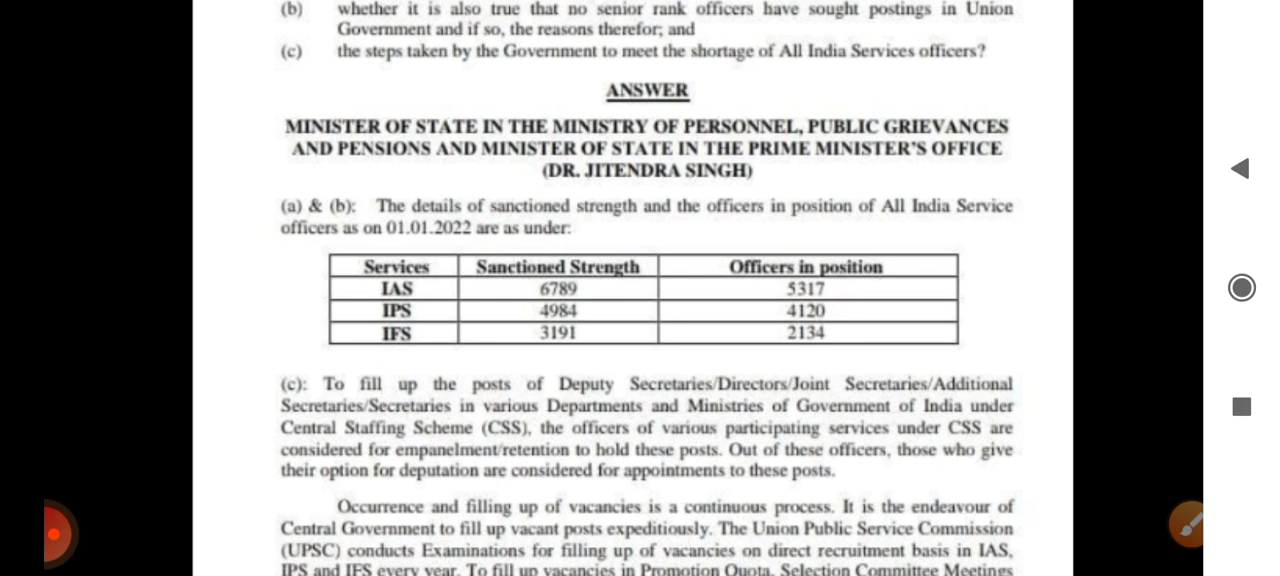 (b) whether it is also true that no senior rank officers have sought postings in Union
Government and if so, the reasons therefor; and
(c) the steps taken by the Government to meet the shortage of All India Services officers?
ANSWER
MINISTER OF STATE IN THE MINISTRY OF PERSONNEL, PUBLIC GRIEVANCES
AND PENSIONS AND MINISTER OF STATE IN THE PRIME MINISTER'S OFFICE
(DR. JITENDRA SINGH)
(a) & (b): The details of sanctioned strength and the officers in position of All India Service
officers as on 01.01.2022 are as under:
Services Sanctioned Strength Officers in position
IAS 6789 5317
IPS 4984 4120
IFS 3191 2134
(c): To fill up the posts of Deputy Secretaries/Directors/Joint Secretaries/Additional
Secretaries/Secretaries in various Departments and Ministries of Government of India under
Central Staffing Scheme (CSS), the officers of various participating services under CSS are
considered for empanelment/retention to hold these posts. Out of these officers, those who give
their option for deputation are considered for appointments to these posts.
Occurrence and filling up of vacancies is a continuous process. It is the endeavour of
Central Government to fill up vacant posts expeditiously. The Union Public Service Commission
(UPSC) conducts Examinations for filling up of vacancies on direct recruitment basis in IAS,
IPS and IFS every year. To fill up vacancies in Promotion Quota, Selection Committee Meetings